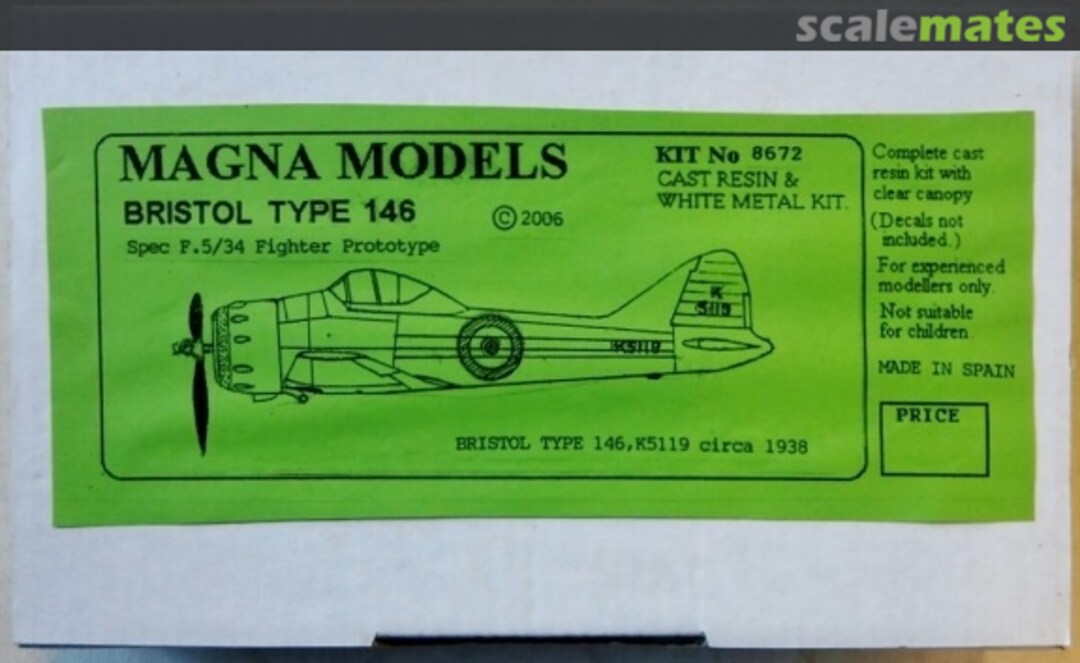 scalemates
MAGNA MODELS
BRISTOL TYPE 146
© 2006
Spec F.5/34 Fighter Prototype
KIT No 8672
CAST RESIN &
WHITE METAL KIT.
K
5119
K5119
BRISTOL TYPE 146,K5119 circa 1938
Complete cast
resin kit with
clear canopy
(Decals not
included.)
For experienced
modellers only.
Not suitable
for children.
MADE IN SPAIN
PRICE